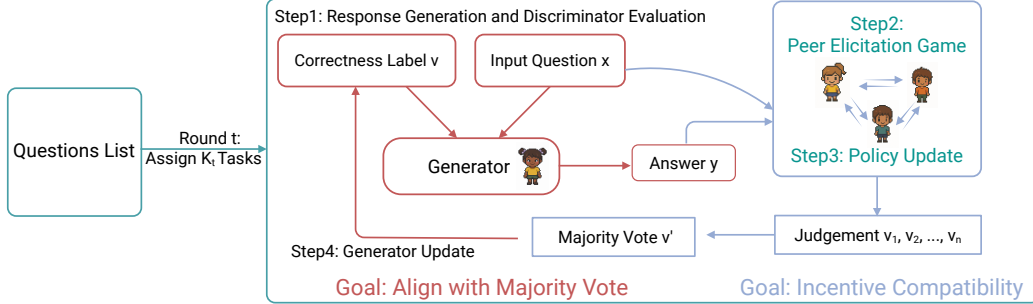 Step1: Response Generation and Discriminator Evaluation
Correctness Label v
Input Question x
Step2:
Peer Elicitation Game
Step3: Policy Update
Questions List
Round t:
Assign Kt Tasks
Generator
Answer y
Majority Vote v'
Judgement v1, v2, ..., vn
Step4: Generator Update
Goal: Align with Majority Vote
Goal: Incentive Compatibility